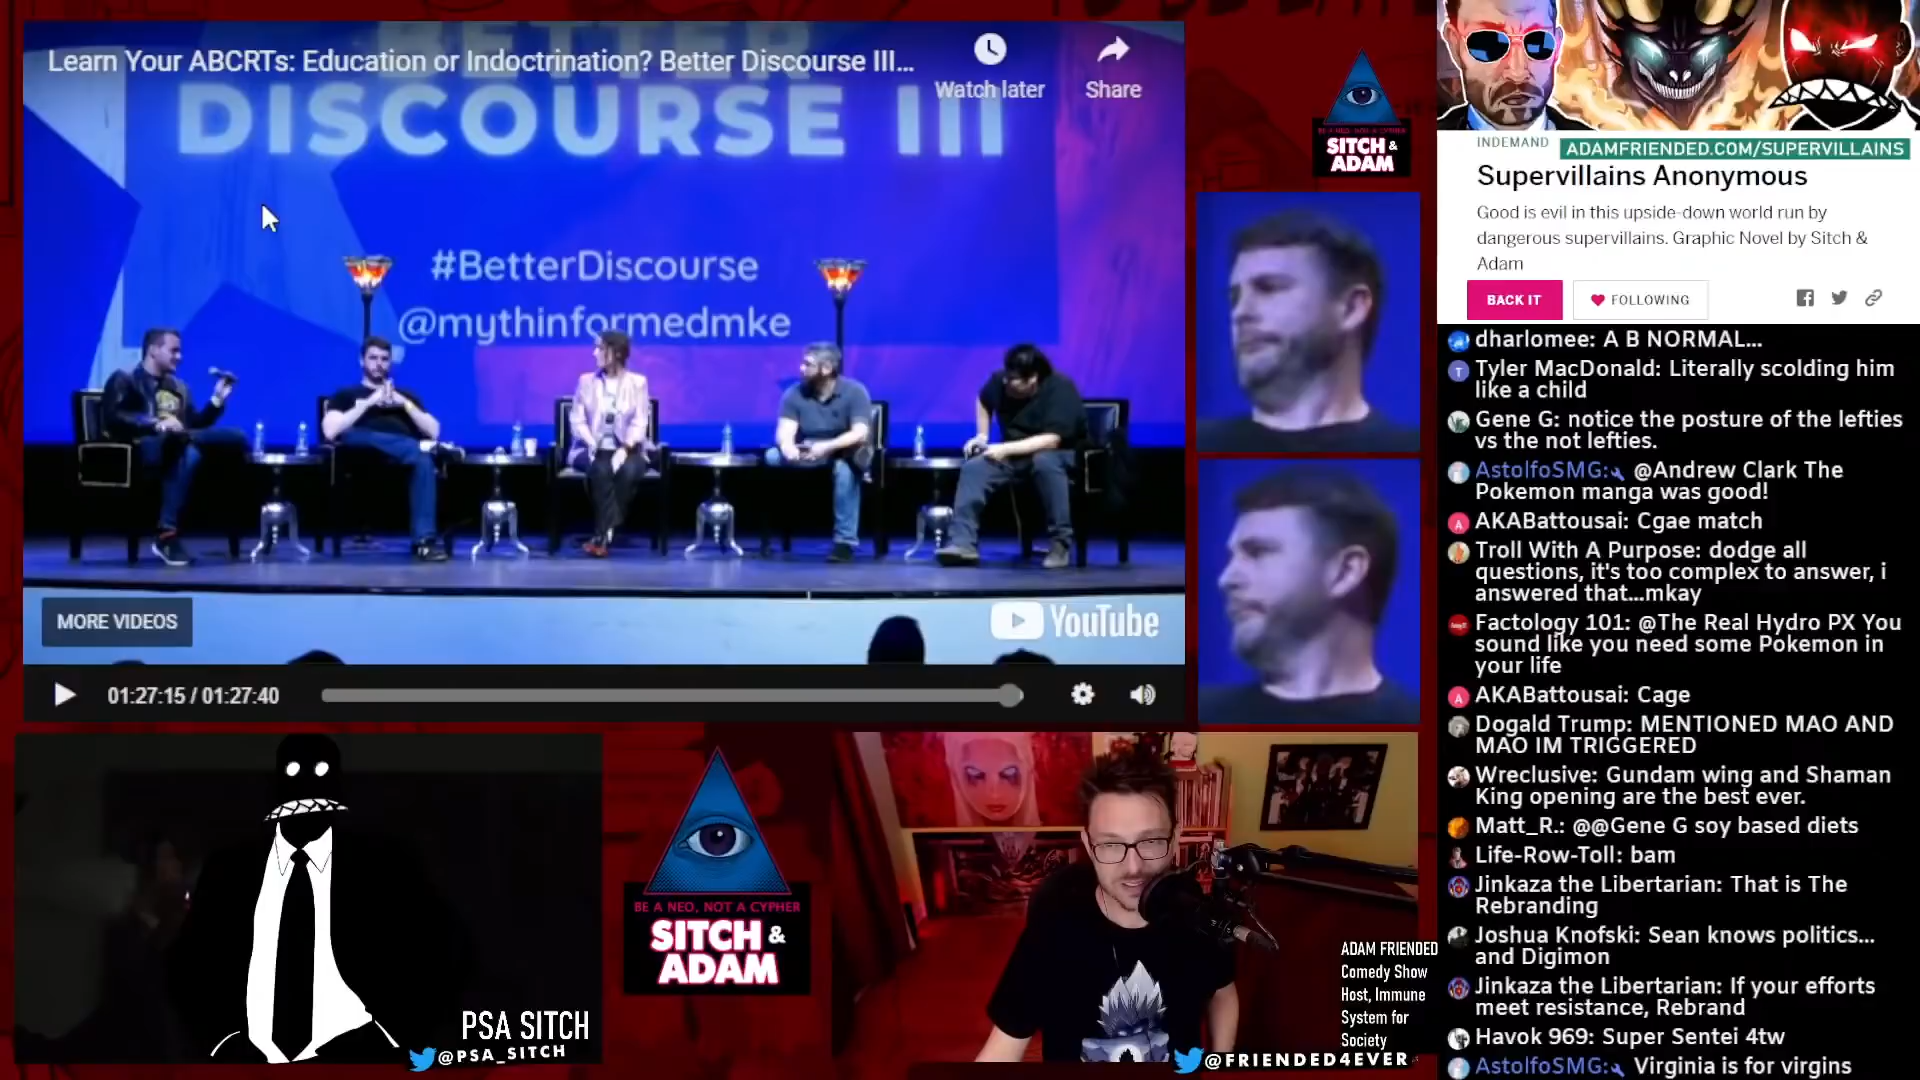 Learn Your ABCRTs: Education or Indoctrination? Better Discourse III...
Watch later
Share
BETTER
DISCOURSE III
#BetterDiscourse
@mythinformedmke
MORE VIDEOS
YouTube
01:27:15 / 01:27:40
BE A NEO, NOT A CYPHER
SITCH &
ADAM
INDEMAND
ADAMFRIENDED.COM/SUPERVILLAINS
Supervillains Anonymous
Good is evil in this upside-down world run by
dangerous supervillains. Graphic Novel by Sitch &
Adam
BACK IT
FOLLOWING
dharlomee: A B NORMAL...
Tyler MacDonald: Literally scolding him
like a child
Gene G: notice the posture of the lefties
vs the not lefties.
AstolfoSMG: @Andrew Clark The
Pokemon manga was good!
AKABattousai: Cgae match
Troll With A Purpose: dodge all
questions, it's too complex to answer, i
answered that...mkay
Factology 101: @The Real Hydro PX You
sound like you need some Pokemon in
your life
AKABattousai: Cage
Dogald Trump: MENTIONED MAO AND
MAO IM TRIGGERED
Wreclusive: Gundam wing and Shaman
King opening are the best ever.
Matt_R.: @@Gene G soy based diets
Life-Row-Toll: bam
Jinkaza the Libertarian: That is The
Rebranding
Joshua Knofski: Sean knows politics...
and Digimon
Jinkaza the Libertarian: If your efforts
meet resistance, Rebrand
Havok 969: Super Sentei 4tw
AstolfoSMG: Virginia is for virgins
PSA SITCH
@PSA_SITCH
BE A NEO, NOT A CYPHER
SITCH &
ADAM
ADAM FRIENDED
Comedy Show
Host, Immune
System for
Society
@FRIENDED4EVER